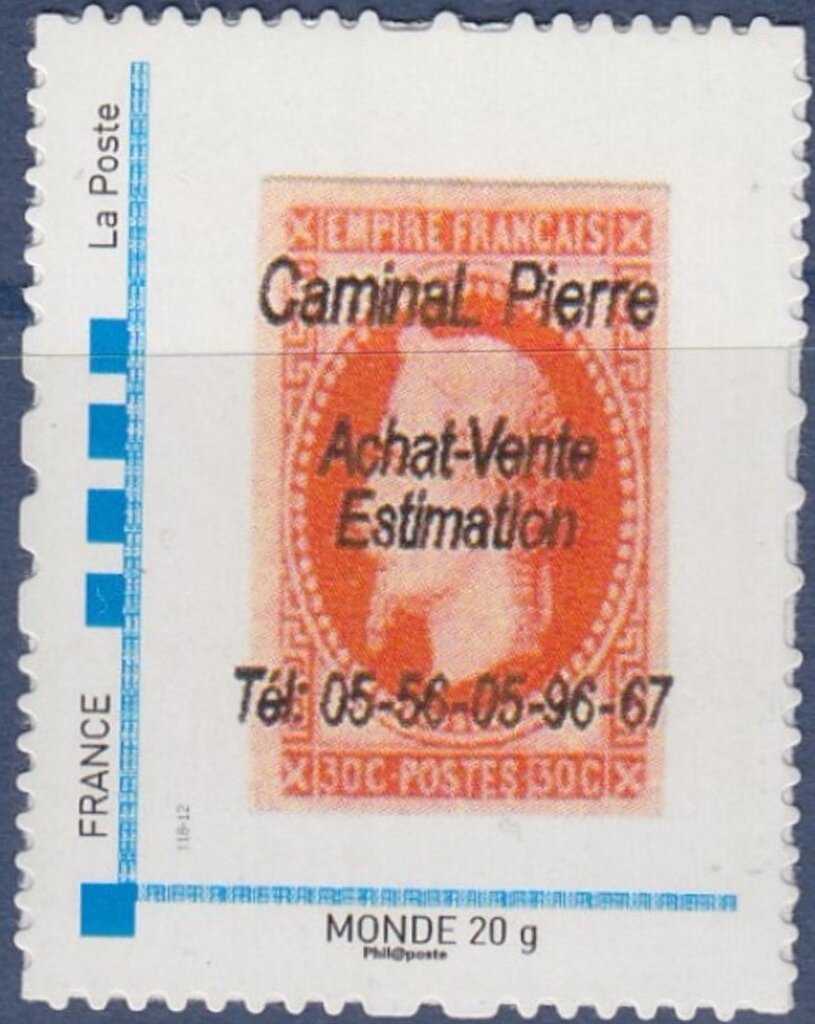 La Poste
FRANCE
118-12
EMPIRE FRANCAIS
CaminaL Pierre
Achat-Vente
Estimation
Tél: 05-56-05-96-67
30C POSTES 30C
MONDE 20 g
Phil@poste